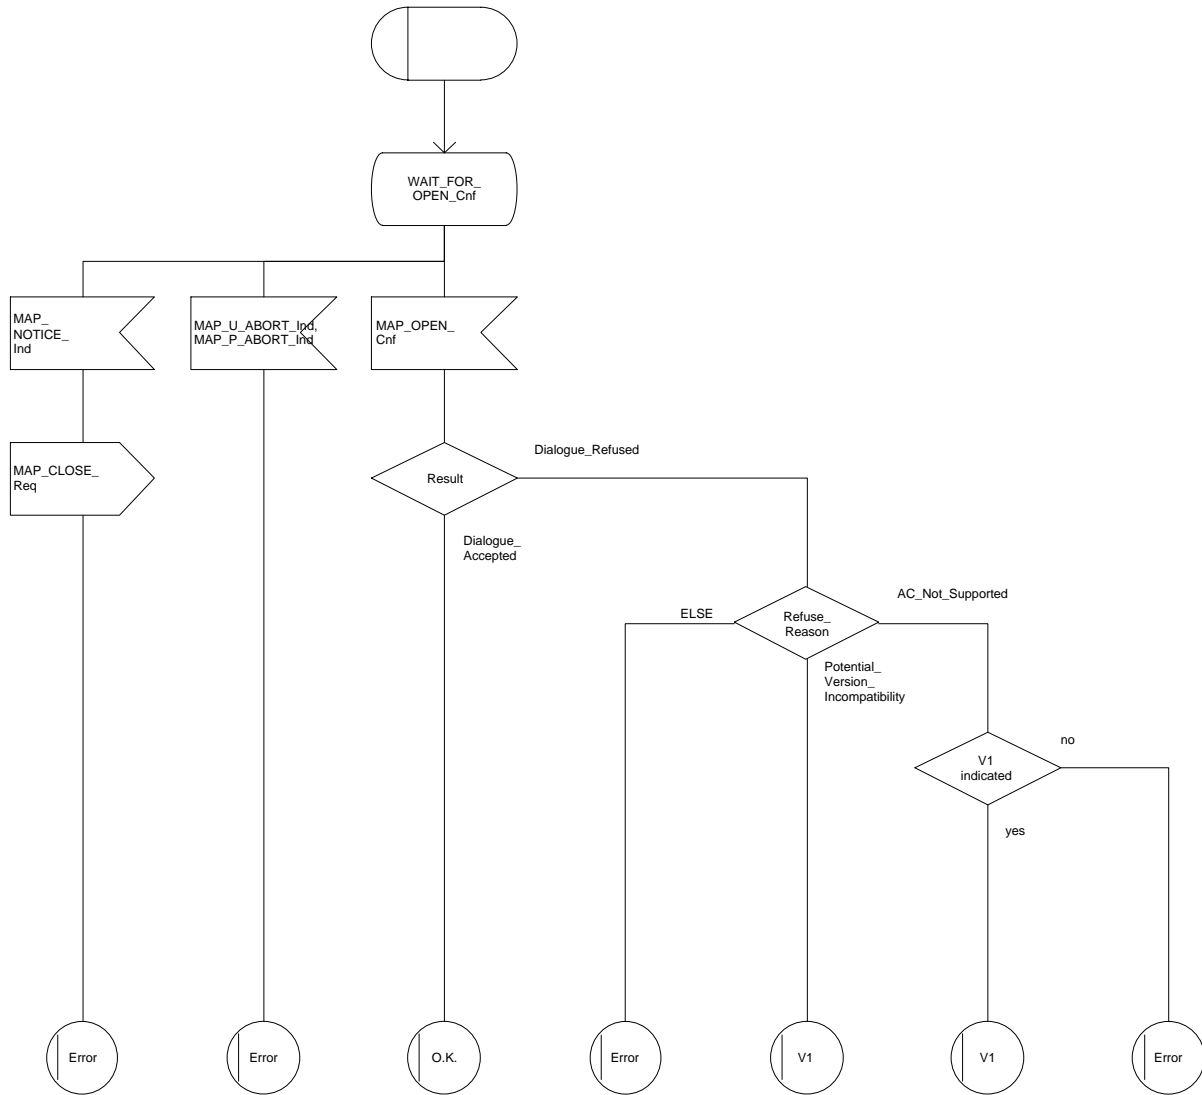 WAIT_FOR_
OPEN_Cnf
MAP_
NOTICE_
Ind
MAP_U_ABORT_Ind,
MAP_P_ABORT_Ind
MAP_OPEN_
Cnf
MAP_CLOSE_
Req
Result
Dialogue_Refused
Dialogue_
Accepted
ELSE
Refuse_
Reason
AC_Not_Supported
Potential_
Version_
Incompatibility
V1
indicated
no
yes
Error
Error
O.K.
Error
V1
V1
Error